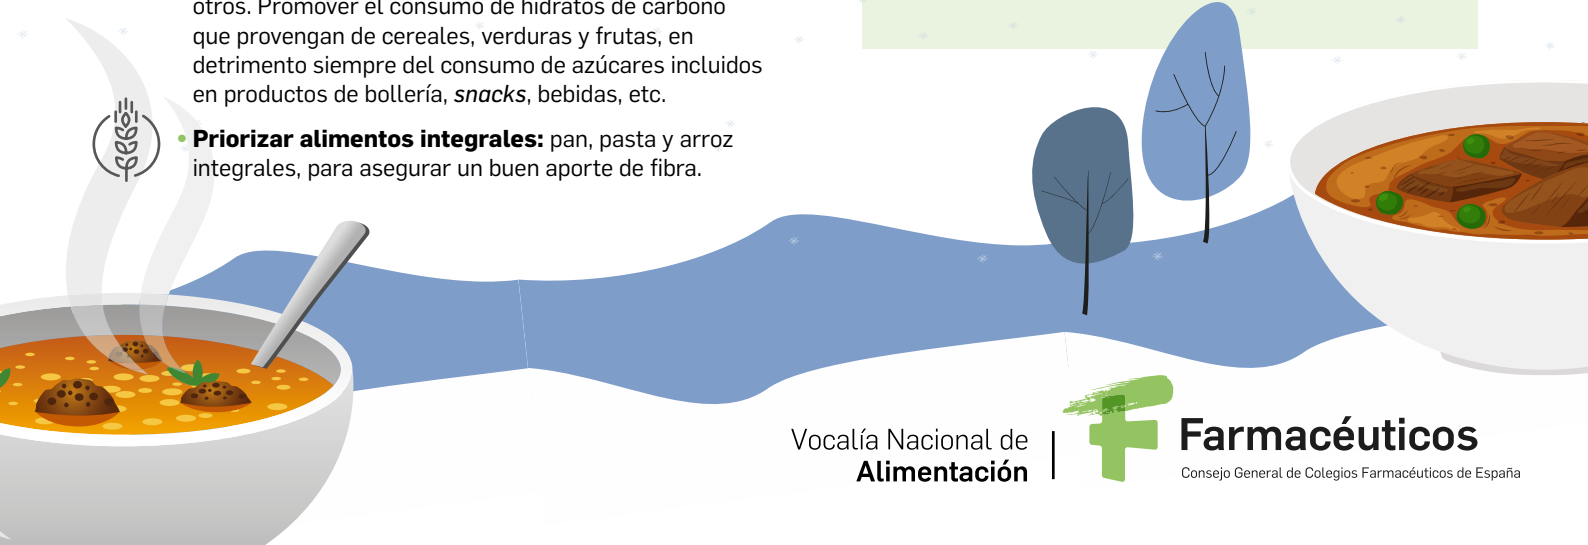 otros. Promover el consumo de hidratos de carbono
que provengan de cereales, verduras y frutas, en
detrimento siempre del consumo de azúcares incluidos
en productos de bollería, snacks, bebidas, etc.
• Priorizar alimentos integrales: pan, pasta y arroz
integrales, para asegurar un buen aporte de fibra.
Vocalía Nacional de
Alimentación
Farmacéuticos
Consejo General de Colegios Farmacéuticos de España